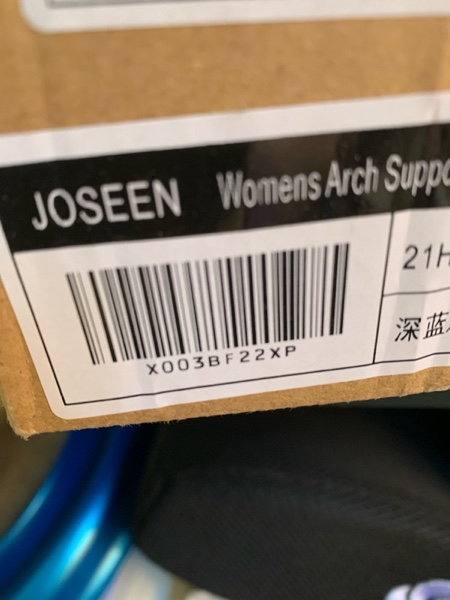 JOSEEN Womens Arch Suppo
21H
X003BF22XP
深蓝